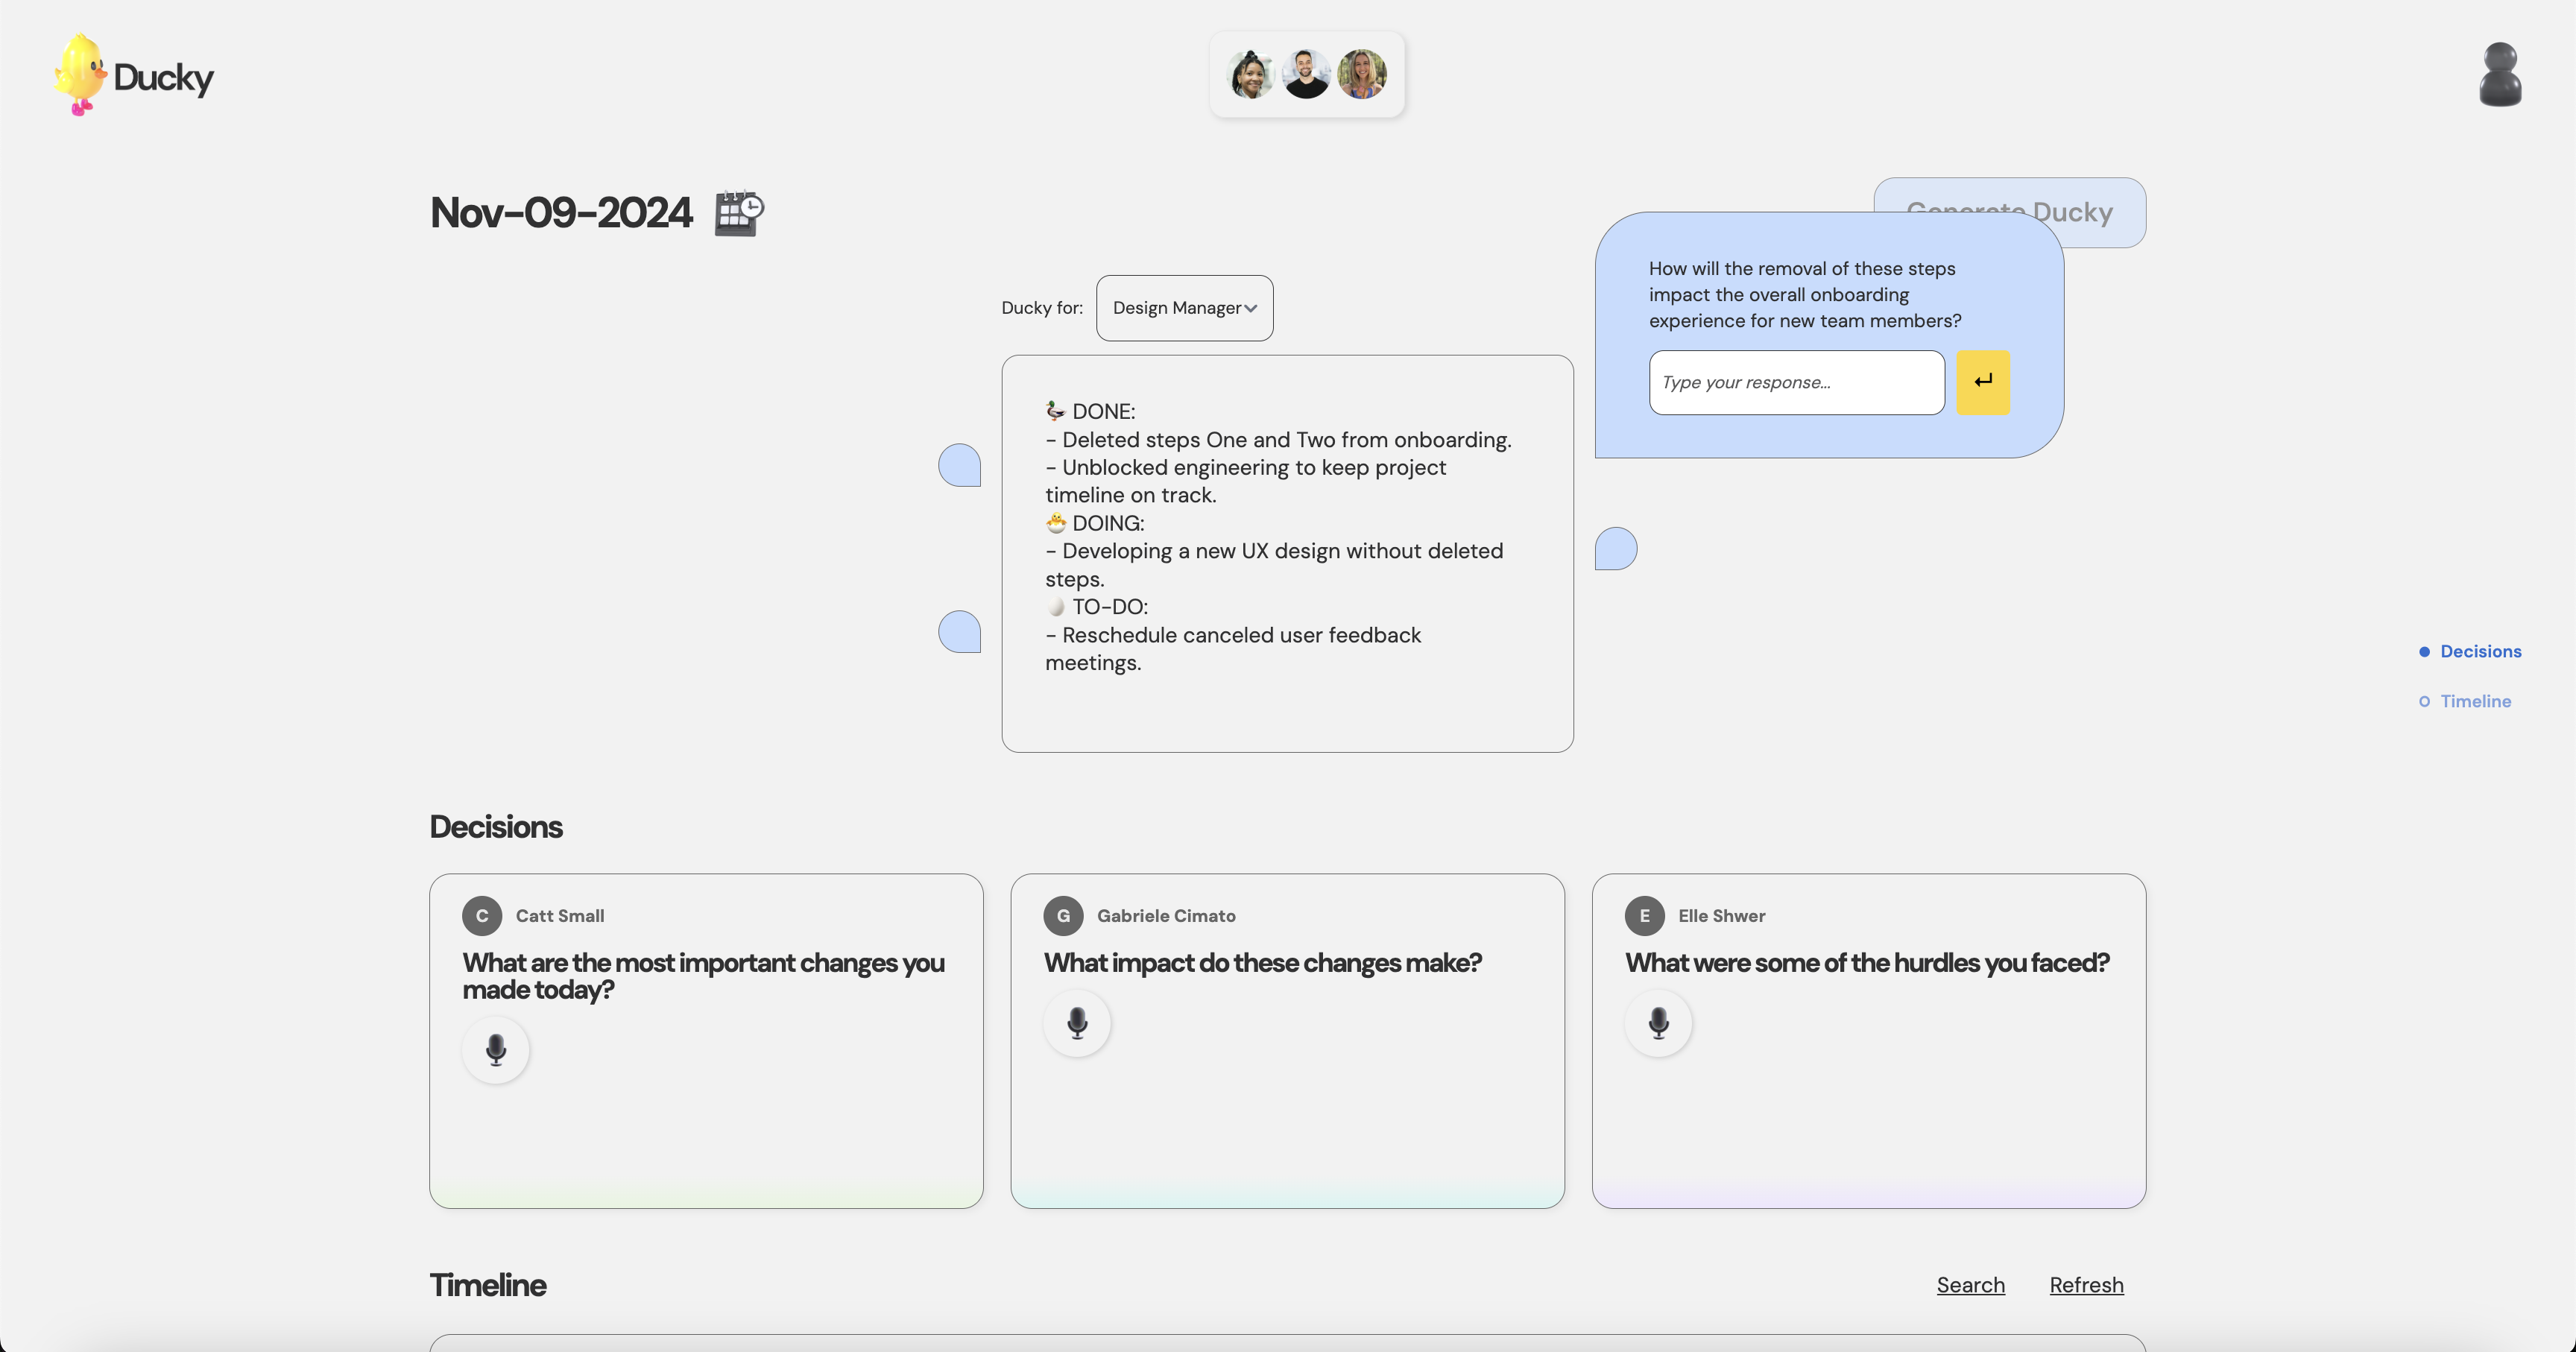 Ducky
Nov-09-2024
Generate Ducky
How will the removal of these steps
impact the overall onboarding
experience for new team members?
Type your response...
Ducky for:
Design Manager
DONE:
- Deleted steps One and Two from onboarding.
- Unblocked engineering to keep project
timeline on track.
DOING:
- Developing a new UX design without deleted
steps.
TO-DO:
- Reschedule canceled user feedback
meetings.
Decisions
Timeline
Decisions
C
Catt Small
What are the most important changes you
made today?
G
Gabriele Cimato
What impact do these changes make?
E
Elle Shwer
What were some of the hurdles you faced?
Timeline
Search
Refresh